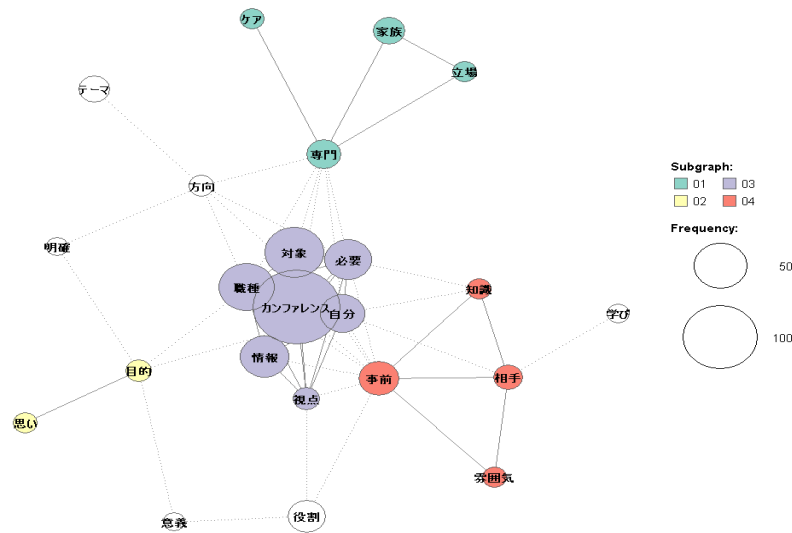 ケア
家族
立場
テーマ
専門
方向
明確
対象
必要
職種
カンファレンス
自分
知識
学び
情報
目的
事前
相手
視点
思い
雰囲気
意義
役割
Subgraph:
01 03
02 04
Frequency:
50
100